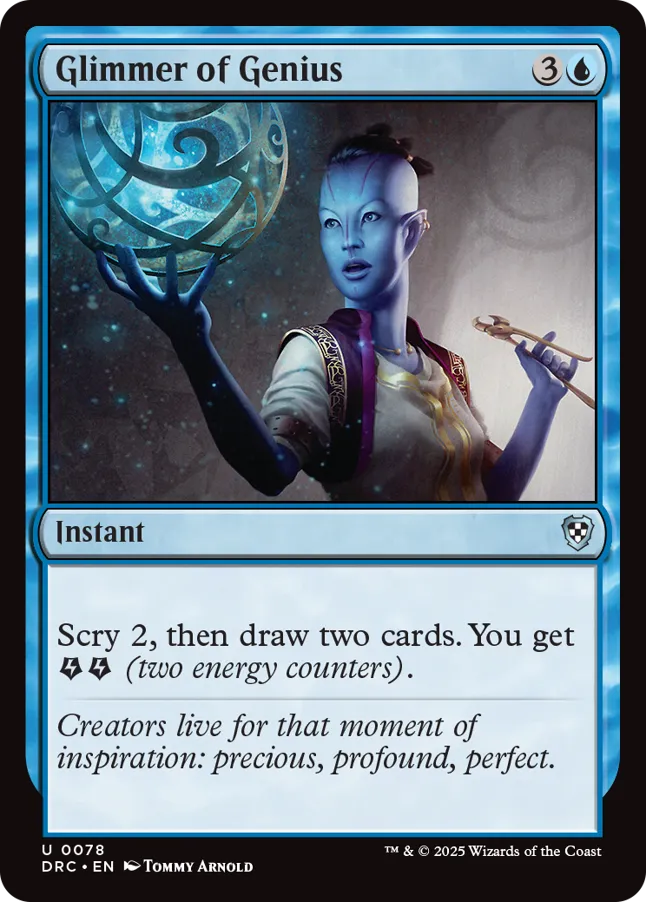 Glimmer of Genius 3
Instant
Scry 2, then draw two cards. You get
(two energy counters).
Creators live for that moment of
inspiration: precious, profound, perfect.
U 0078
DRC • EN TOMMY ARNOLD
™ & © 2025 Wizards of the Coast